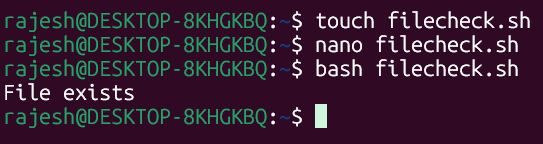 rajesh@DESKTOP-8KHGKBQ:~$ touch filecheck.sh
rajesh@DESKTOP-8KHGKBQ:~$ nano filecheck.sh
rajesh@DESKTOP-8KHGKBQ:~$ bash filecheck.sh
File exists
rajesh@DESKTOP-8KHGKBQ:~$